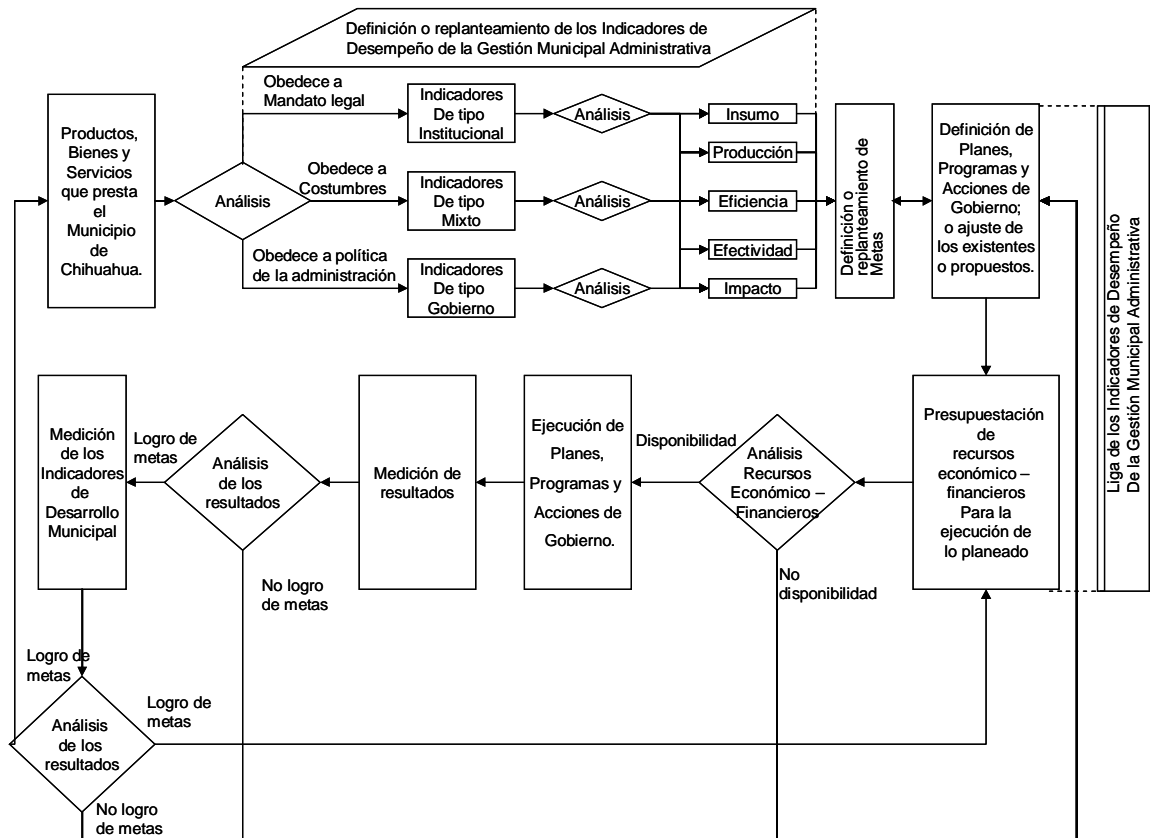 Definición o replanteamiento de los Indicadores de
Desempeño de la Gestión Municipal Administrativa
Productos,
Bienes y
Servicios
que presta
el
Municipio
de
Chihuahua.
Análisis
Obedece a
Mandato legal
Obedece a
Costumbres
Obedece a política
de la administración
Indicadores
De tipo
Institucional
Indicadores
De tipo
Mixto
Indicadores
De tipo
Gobierno
Análisis
Análisis
Análisis
Insumo
Producción
Eficiencia
Efectividad
Impacto
Definición o
replanteamiento de
Metas
Definición de
Planes,
Programas y
Acciones de
Gobierno;
o ajuste de
los existentes
o propuestos.
Liga de los Indicadores de Desempeño
De la Gestión Municipal Administrativa
Presupuestación
de
recursos
económico –
financieros
Para la
ejecución de
lo planeado
Análisis
Recursos
Económico –
Financieros
Disponibilidad
No
disponibilidad
Ejecución de
Planes,
Programas y
Acciones de
Gobierno.
Medición de
resultados
Análisis
de los
resultados
Logro de
metas
No logro
de metas
Medición
de los
Indicadores
de
Desarrollo
Municipal
Logro de
metas
Análisis
de los
resultados
Logro de
metas
No logro
de metas